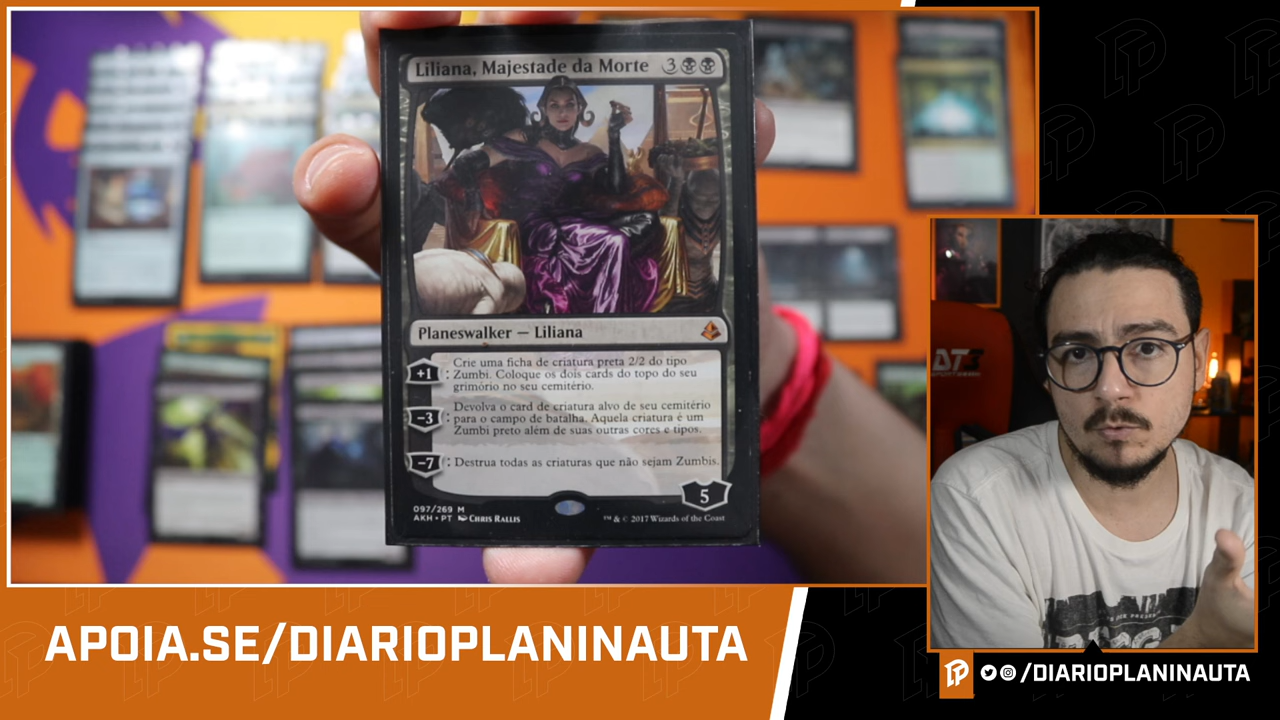 Liliana, Majestade da Morte 3
Planeswalker — Liliana
+1 : Crie uma ficha de criatura preta 2/2 do tipo
Zumbi. Coloque os dois cards do topo do seu
grimório no seu cemitério.
−3 : Devolva o card de criatura alvo de seu cemitério
para o campo de batalha. Aquela criatura é um
Zumbi preto além de suas outras cores e tipos.
−7 : Destrua todas as criaturas que não sejam Zumbis.
5
097/269 M
AKH • PT Chris Rallis
™ & © 2017 Wizards of the Coast
DT3
APOIA.SE/DIARIOPLANINAUTA
/DIARIOPLANINAUTA